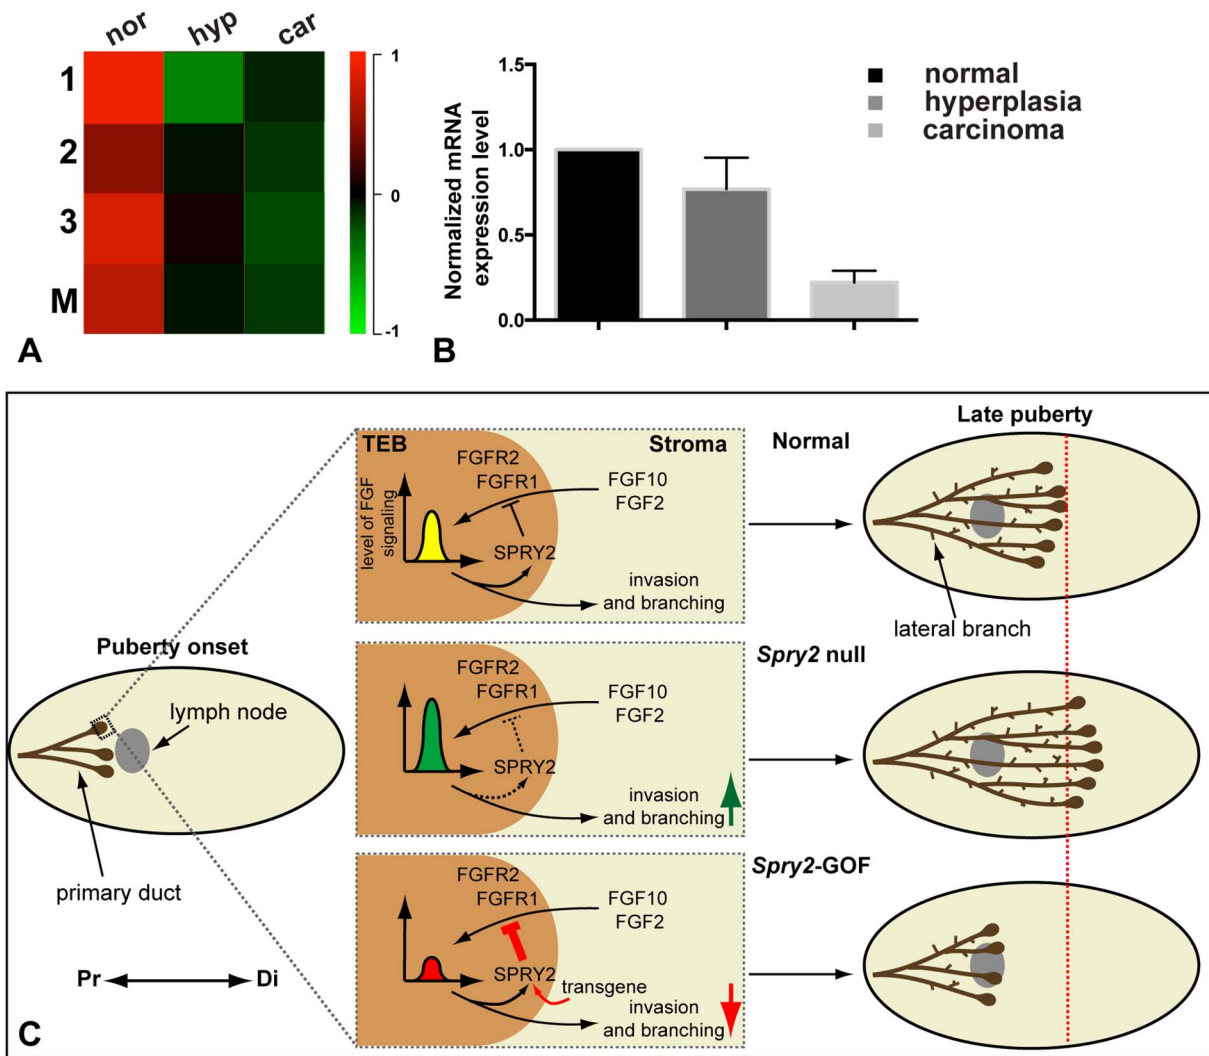 nor hyp car
1
2
3
M
1
0
-1
A
Normalized mRNA
expression level
1.5
1.0
0.5
0.0
normal
hyperplasia
carcinoma
B
Puberty onset
lymph node
primary duct
Pr Di
C
TEB
Stroma
FGFR2
FGFR1
FGF10
FGF2
level of FGF
signaling
SPRY2
invasion
and branching
Normal
Late puberty
lateral branch
FGFR2
FGFR1
FGF10
FGF2
SPRY2
invasion
and branching
Spry2 null
FGFR2
FGFR1
FGF10
FGF2
SPRY2
transgene
invasion
and branching
Spry2-GOF